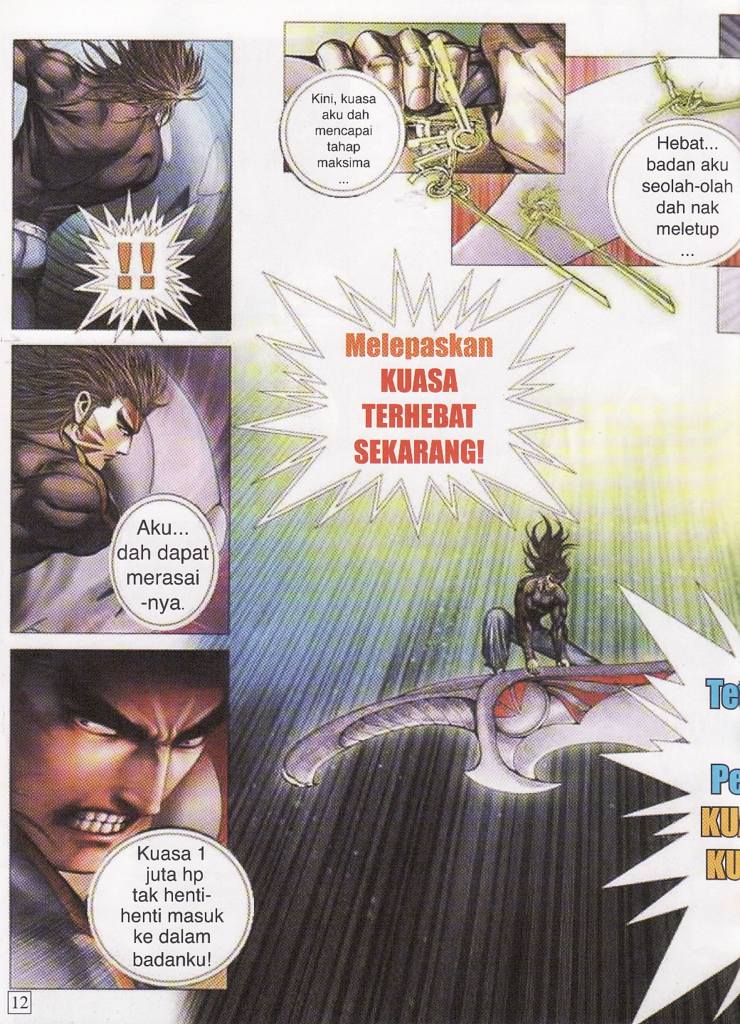 !!
Aku...
dah dapat
merasai
-nya.
Kuasa 1
juta hp
tak henti-
henti masuk
ke dalam
badanku!
Kini, kuasa
aku dah
mencapai
tahap
maksima
...
Hebat...
badan aku
seolah-olah
dah nak
meletup
...
Melepaskan
KUASA
TERHEBAT
SEKARANG!
12